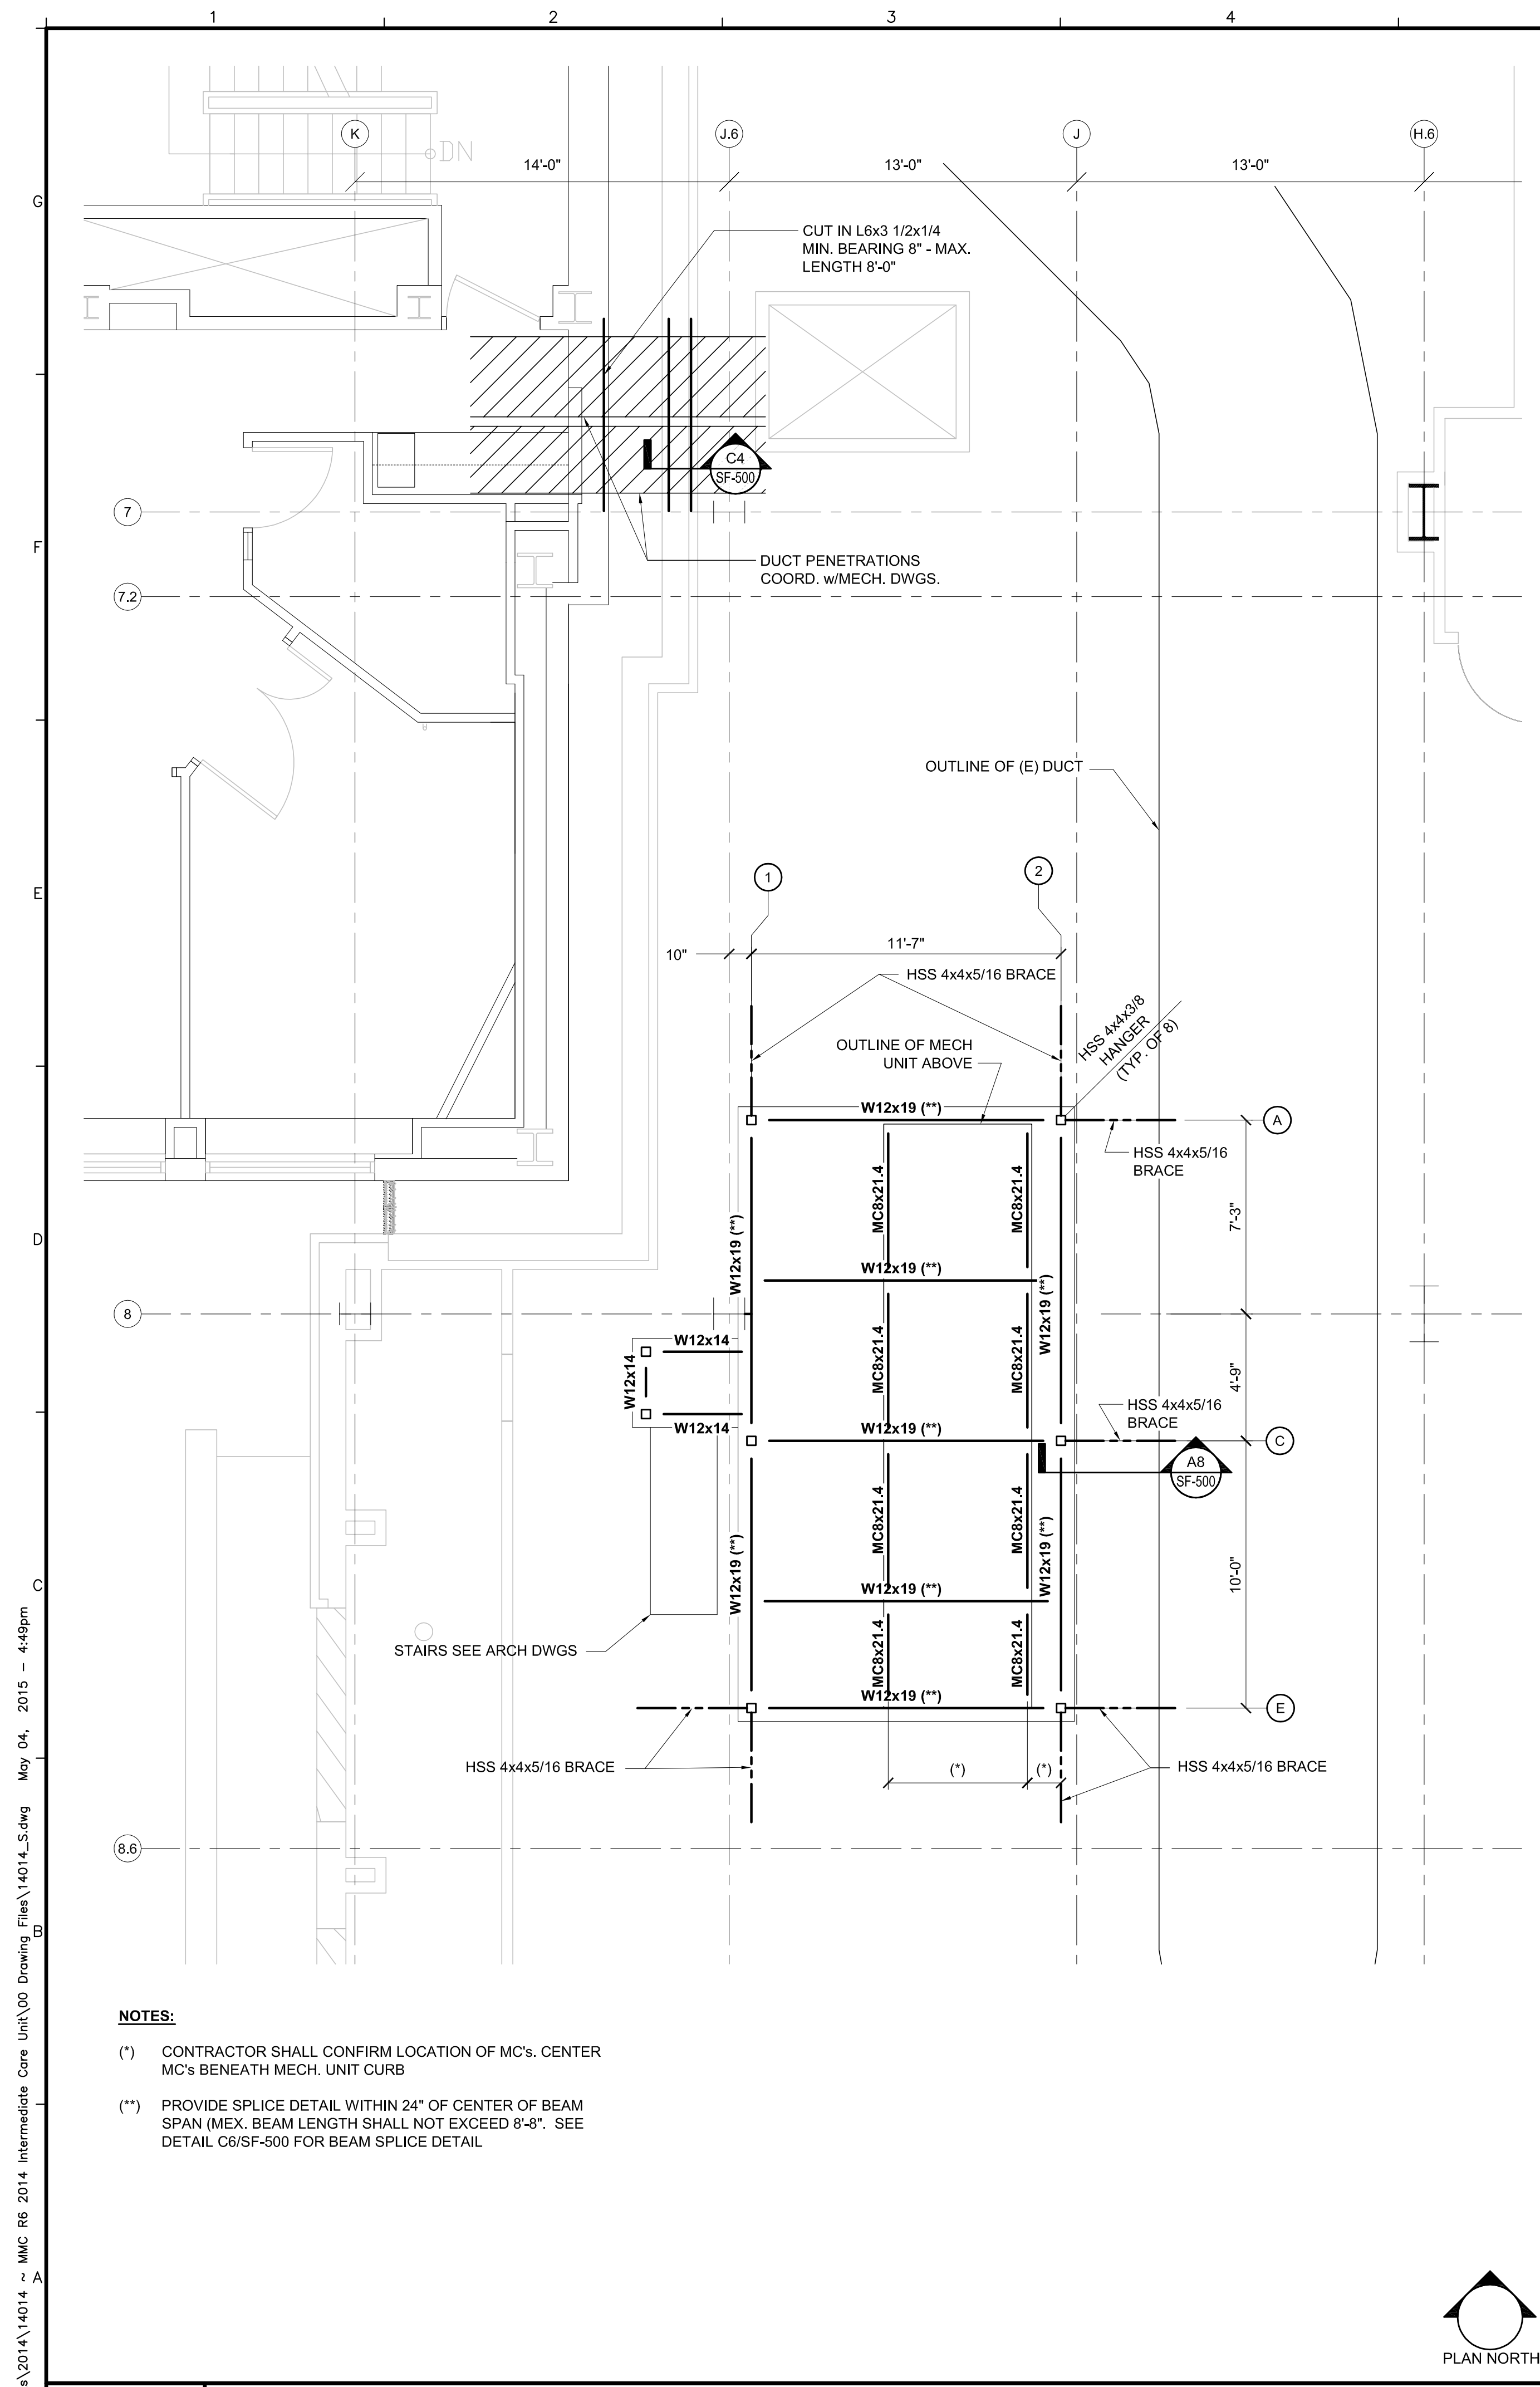 1
2
3
4
G
F
E
D
C
B
A
K
J.6
J
H.6
14'-0"
13'-0"
13'-0"
DN
CUT IN L6x3 1/2x1/4
MIN. BEARING 8" - MAX.
LENGTH 8'-0"
C4
SF-500
7
DUCT PENETRATIONS
COORD. w/MECH. DWGS.
7.2
OUTLINE OF (E) DUCT
1
2
10"
11'-7"
HSS 4x4x5/16 BRACE
HSS 4x4x3/8
HANGER
(TYP. OF 8)
OUTLINE OF MECH
UNIT ABOVE
W12x19 (**)
A
HSS 4x4x5/16
BRACE
MC8x21.4
MC8x21.4
7'-3"
W12x19 (**)
W12x19 (**)
W12x19 (**)
8
W12x14
W12x14
W12x14
MC8x21.4
MC8x21.4
4'-9"
HSS 4x4x5/16
BRACE
W12x19 (**)
C
A8
SF-500
MC8x21.4
MC8x21.4
W12x19 (**)
W12x19 (**)
10'-0"
W12x19 (**)
STAIRS SEE ARCH DWGS
MC8x21.4
MC8x21.4
W12x19 (**)
E
HSS 4x4x5/16 BRACE
(*)
(*)
HSS 4x4x5/16 BRACE
8.6
NOTES:
(*) CONTRACTOR SHALL CONFIRM LOCATION OF MC's. CENTER
MC's BENEATH MECH. UNIT CURB
(**) PROVIDE SPLICE DETAIL WITHIN 24" OF CENTER OF BEAM
SPAN (MEX. BEAM LENGTH SHALL NOT EXCEED 8'-8". SEE
DETAIL C6/SF-500 FOR BEAM SPLICE DETAIL
PLAN NORTH
s\2014\14014 ~ MMC R6 2014 Intermediate Care Unit\00 Drawing Files\14014_S.dwg May 04, 2015 - 4:49pm